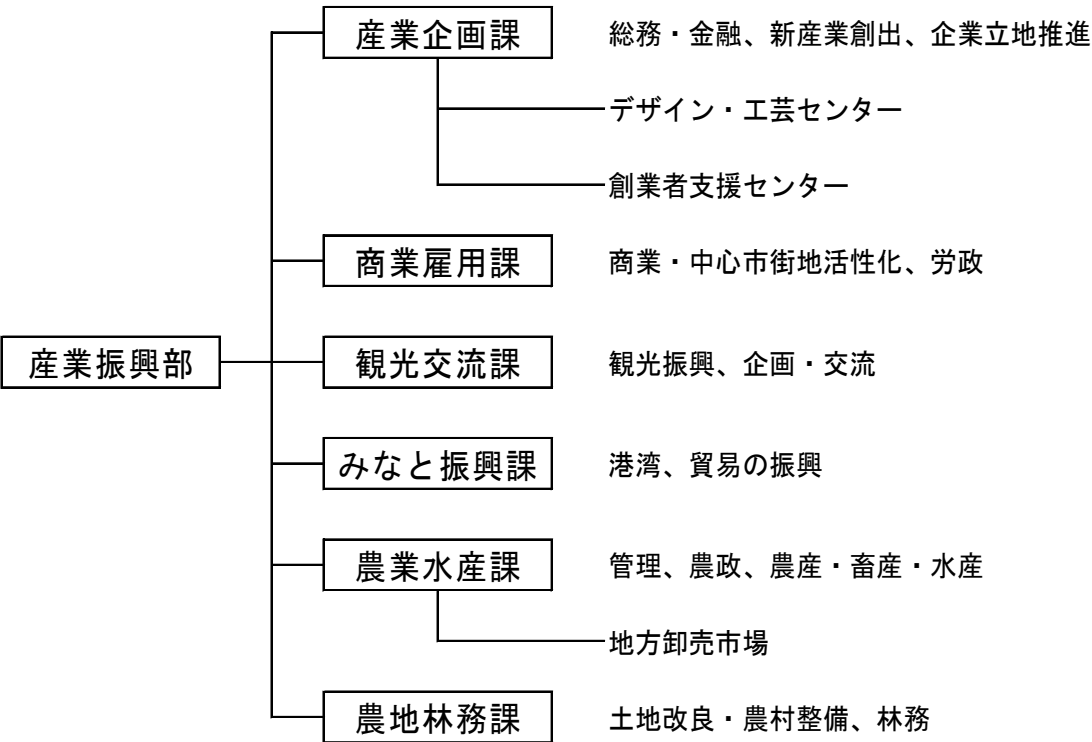 産業企画課 総務・金融、新産業創出、企業立地推進
デザイン・工芸センター
創業者支援センター
商業雇用課 商業・中心市街地活性化、労政
産業振興部 観光交流課 観光振興、企画・交流
みなと振興課 港湾、貿易の振興
農業水産課 管理、農政、農産・畜産・水産
地方卸売市場
農地林務課 土地改良・農村整備、林務